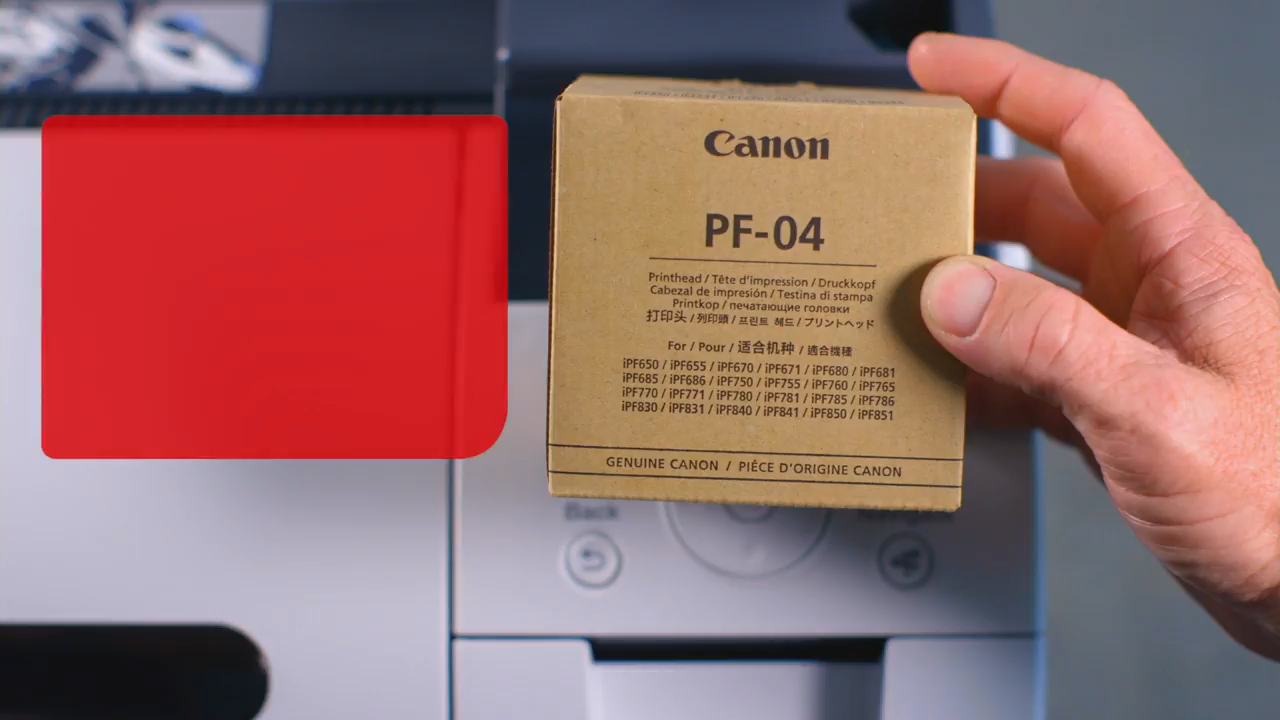 Canon
PF-04
Printhead / Tête d'impression / Druckkopf
Cabezal de impresión / Testina di stampa
Printkop / печатающие головки
打印头 / 列印頭 / 프린트 헤드 / プリントヘッド
For / Pour / 适合机种 / 適合機種
iPF650 / iPF655 / iPF670 / iPF671 / iPF680 / iPF681
iPF685 / iPF686 / iPF750 / iPF755 / iPF760 / iPF765
iPF770 / iPF771 / iPF780 / iPF781 / iPF785 / iPF786
iPF830 / iPF831 / iPF840 / iPF841 / iPF850 / iPF851
GENUINE CANON / PIÉCE D'ORIGINE CANON
Back